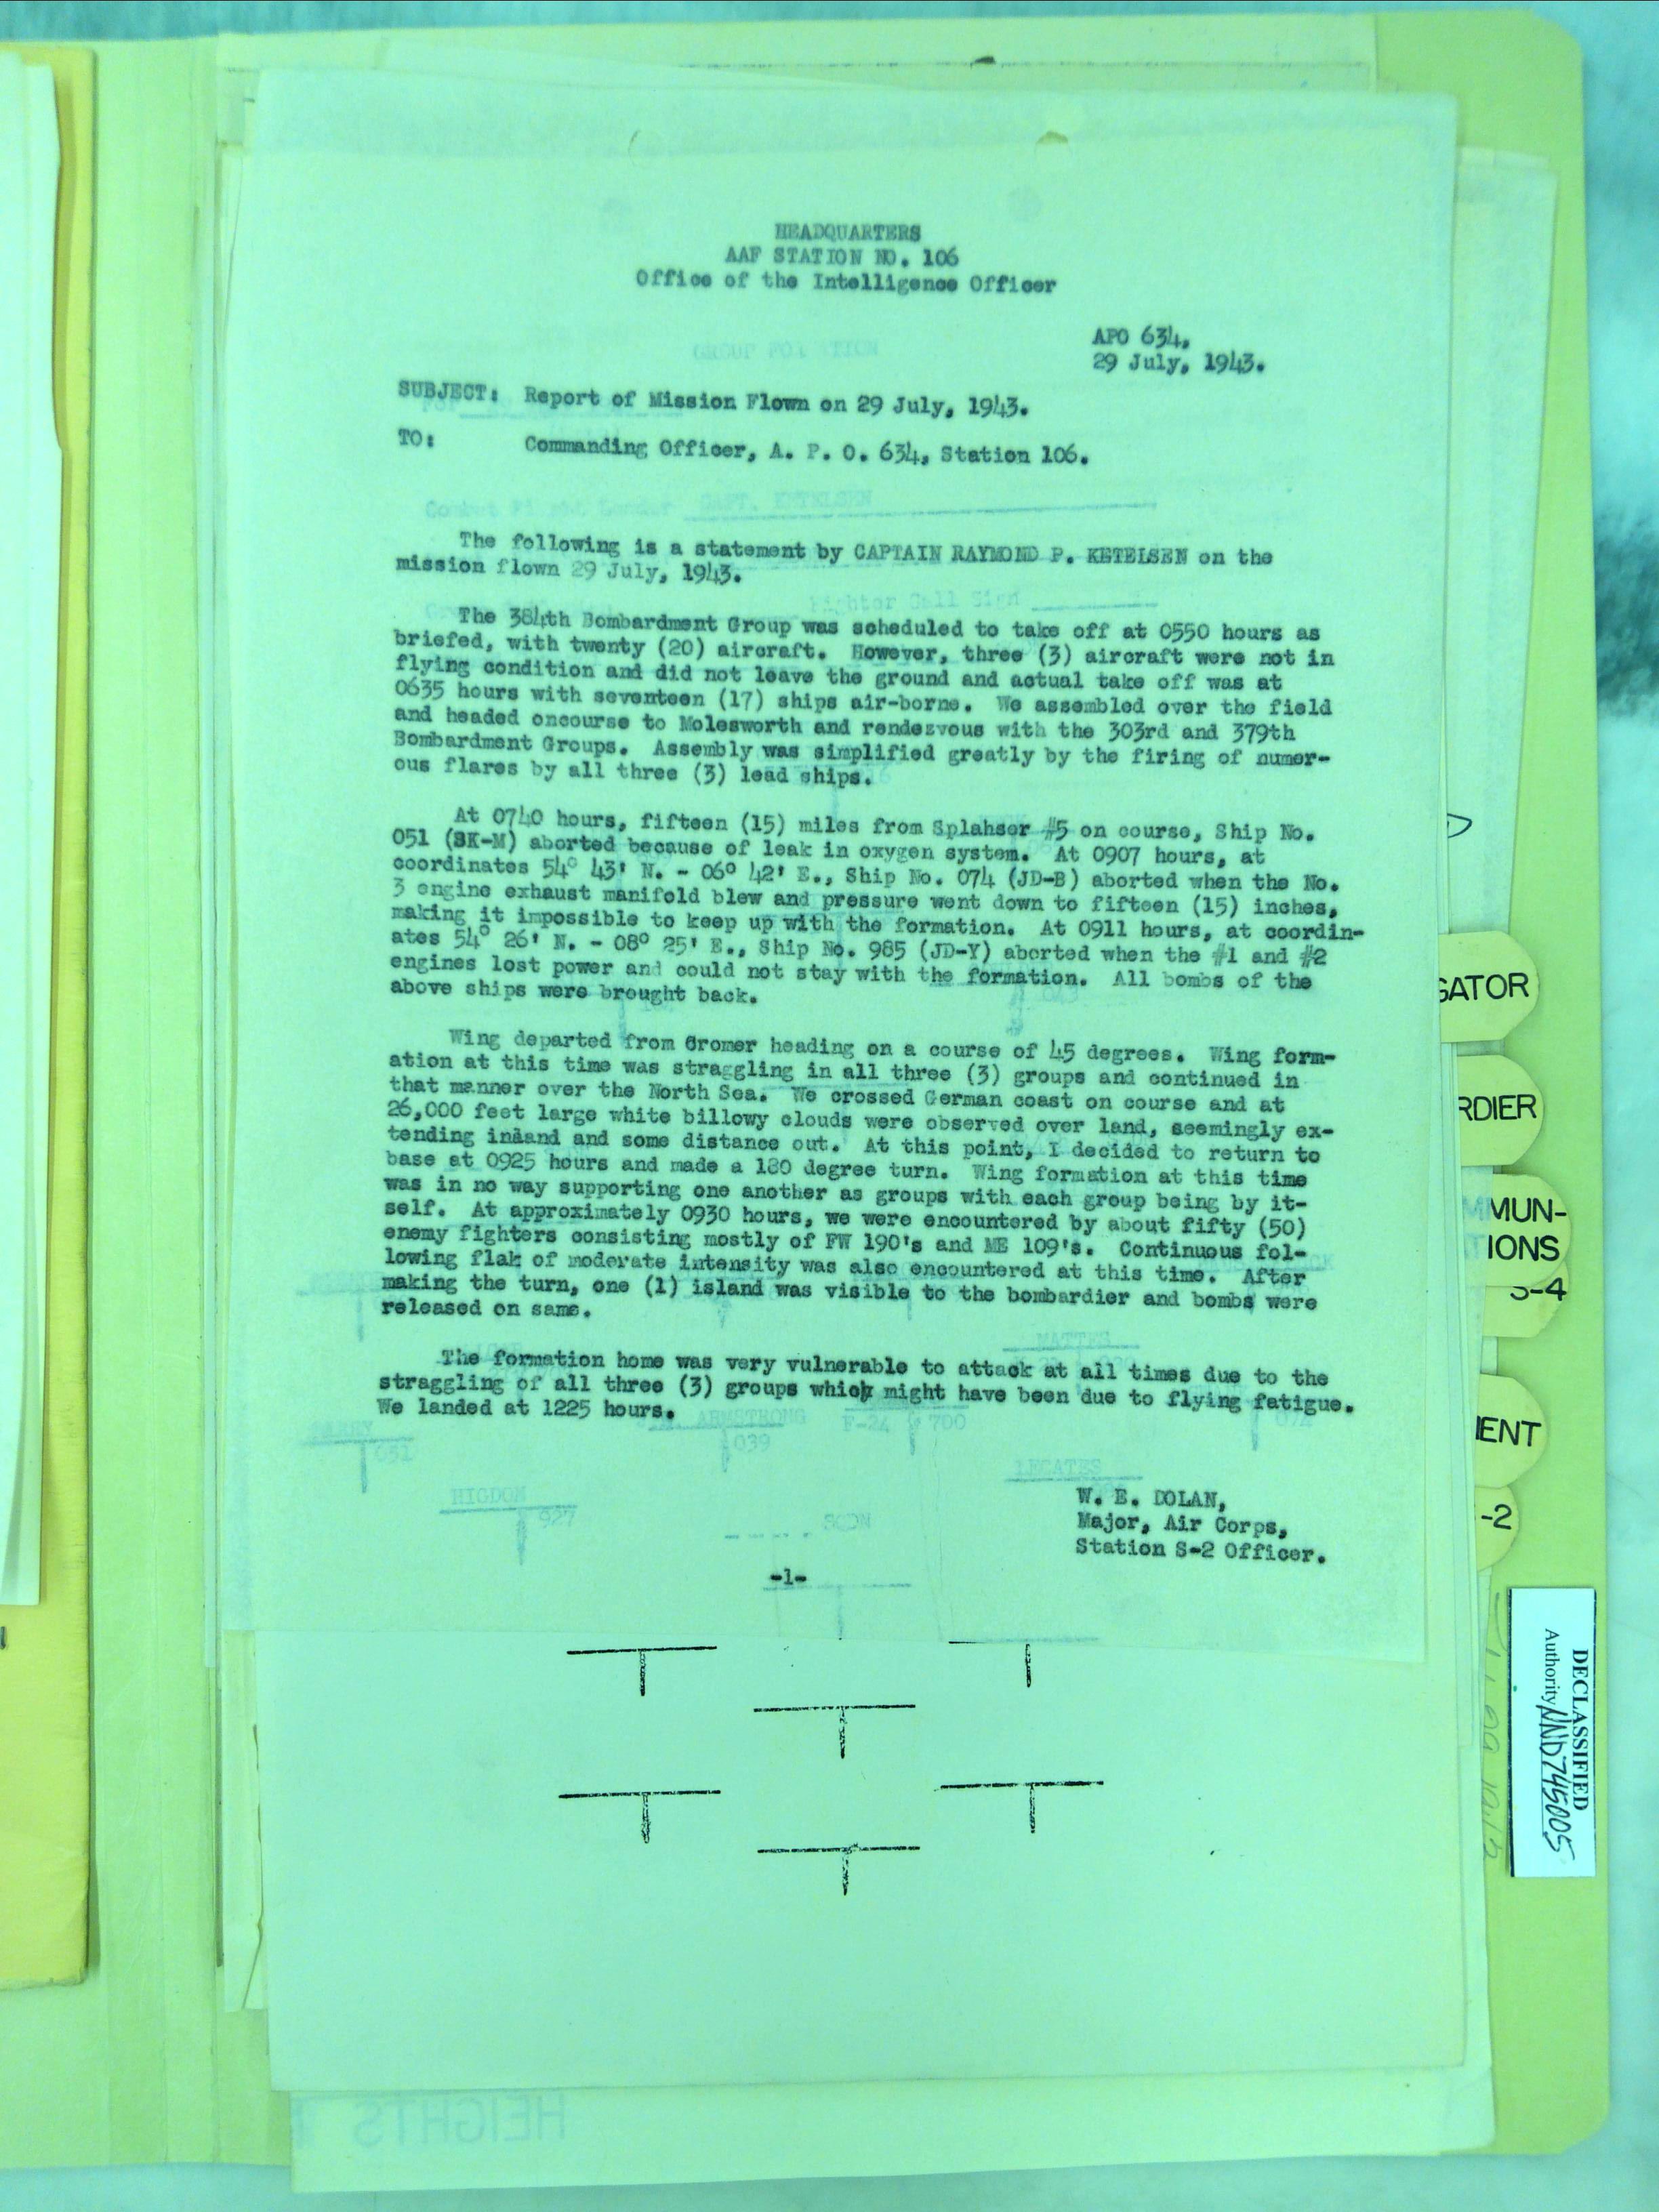 HEADQUARTERS
AAF STATION NO. 106
Office of the Intelligence Officer
APO 634,
29 July, 1943.
GROUP
SUBJECT: Report of Mission Flown on 29 July, 1943.
TO: Commanding Officer, A. P. O. 634, Station 106.
CAPT. KETELSEN
The following is a statement by CAPTAIN RAYMOND P. KETELSEN on the
mission flown 29 July, 1943.
Fighter Call Sign
The 384th Bombardment Group was scheduled to take off at 0550 hours as
briefed, with twenty (20) aircraft. However, three (3) aircraft were not in
flying condition and did not leave the ground and actual take off was at
0635 hours with seventeen (17) ships air-borne. We assembled over the field
and headed oncourse to Molesworth and rendezvous with the 303rd and 379th
Bombardment Groups. Assembly was simplified greatly by the firing of numer-
ous flares by all three (3) lead ships.
At 0740 hours, fifteen (15) miles from Splahser #5 on course, Ship No.
051 (SK-M) aborted because of leak in oxygen system. At 0907 hours, at
coordinates 54° 43' N. - 06° 42' E., Ship No. 074 (JD-B) aborted when the No.
3 engine exhaust manifold blew and pressure went down to fifteen (15) inches,
making it impossible to keep up with the formation. At 0911 hours, at coordin-
ates 54° 26' N. - 08° 25' E., Ship No. 985 (JD-Y) aborted when the #1 and #2
engines lost power and could not stay with the formation. All bombs of the
above ships were brought back.
Wing departed from Cromer heading on a course of 45 degrees. Wing form-
ation at this time was straggling in all three (3) groups and continued in
that manner over the North Sea. We crossed German coast on course and at
26,000 feet large white billowy clouds were observed over land, seemingly ex-
tending inland and some distance out. At this point, I decided to return to
base at 0925 hours and made a 180 degree turn. Wing formation at this time
was in no way supporting one another as groups with each group being by it-
self. At approximately 0930 hours, we were encountered by about fifty (50)
enemy fighters consisting mostly of FW 190's and ME 109's. Continuous fol-
lowing flak of moderate intensity was also encountered at this time. After
making the turn, one (1) island was visible to the bombardier and bombs were
released on same.
MATTES
The formation home was very vulnerable to attack at all times due to the
straggling of all three (3) groups which might have been due to flying fatigue.
We landed at 1225 hours.
ARMSTRONG
039
F-24 700
051
LECATES
HIGDON
927
W. E. DOLAN,
Major, Air Corps,
Station S-2 Officer.
-1-
GATOR
RDIER
MUN-
IONS
S-4
ENT
-2
DECLASSIFIED
Authority NND745005
HEIGHTS